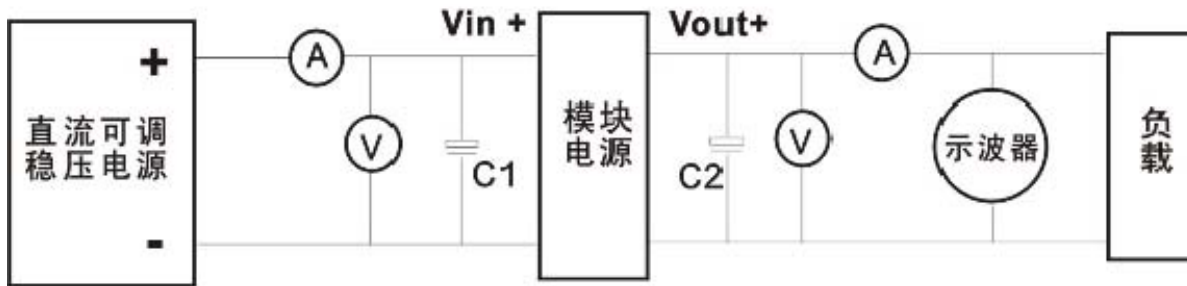 Vin +
Vout+
+
A
A
直流可调
稳压电源
V
C1
模块
电源
C2
V
示波器
负
载
-